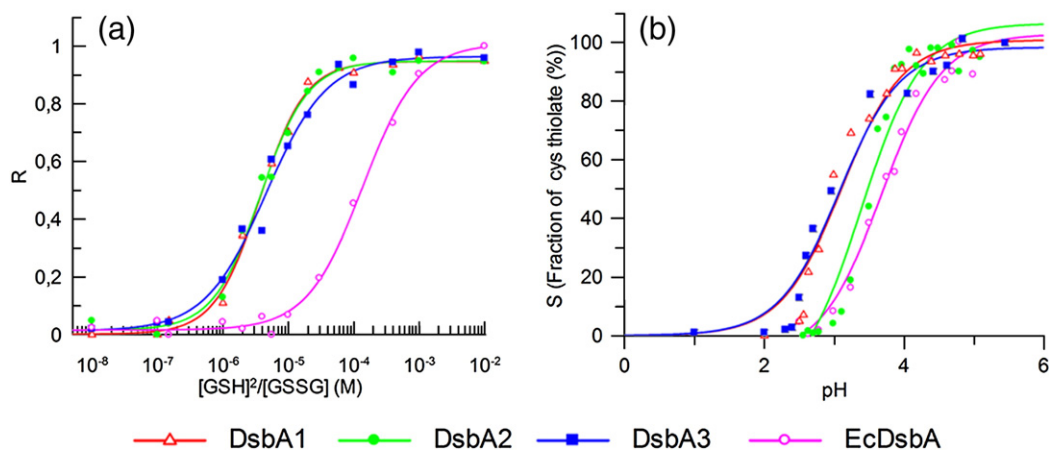 (a)
R
1
0,8
0,6
0,4
0,2
0
10⁻⁸ 10⁻⁷ 10⁻⁶ 10⁻⁵ 10⁻⁴ 10⁻³ 10⁻²
[GSH]²/[GSSG] (M)
(b)
S (Fraction of cys thiolate (%))
100
80
60
40
20
0
0 2 4 6
pH
DsbA1 DsbA2 DsbA3 EcDsbA